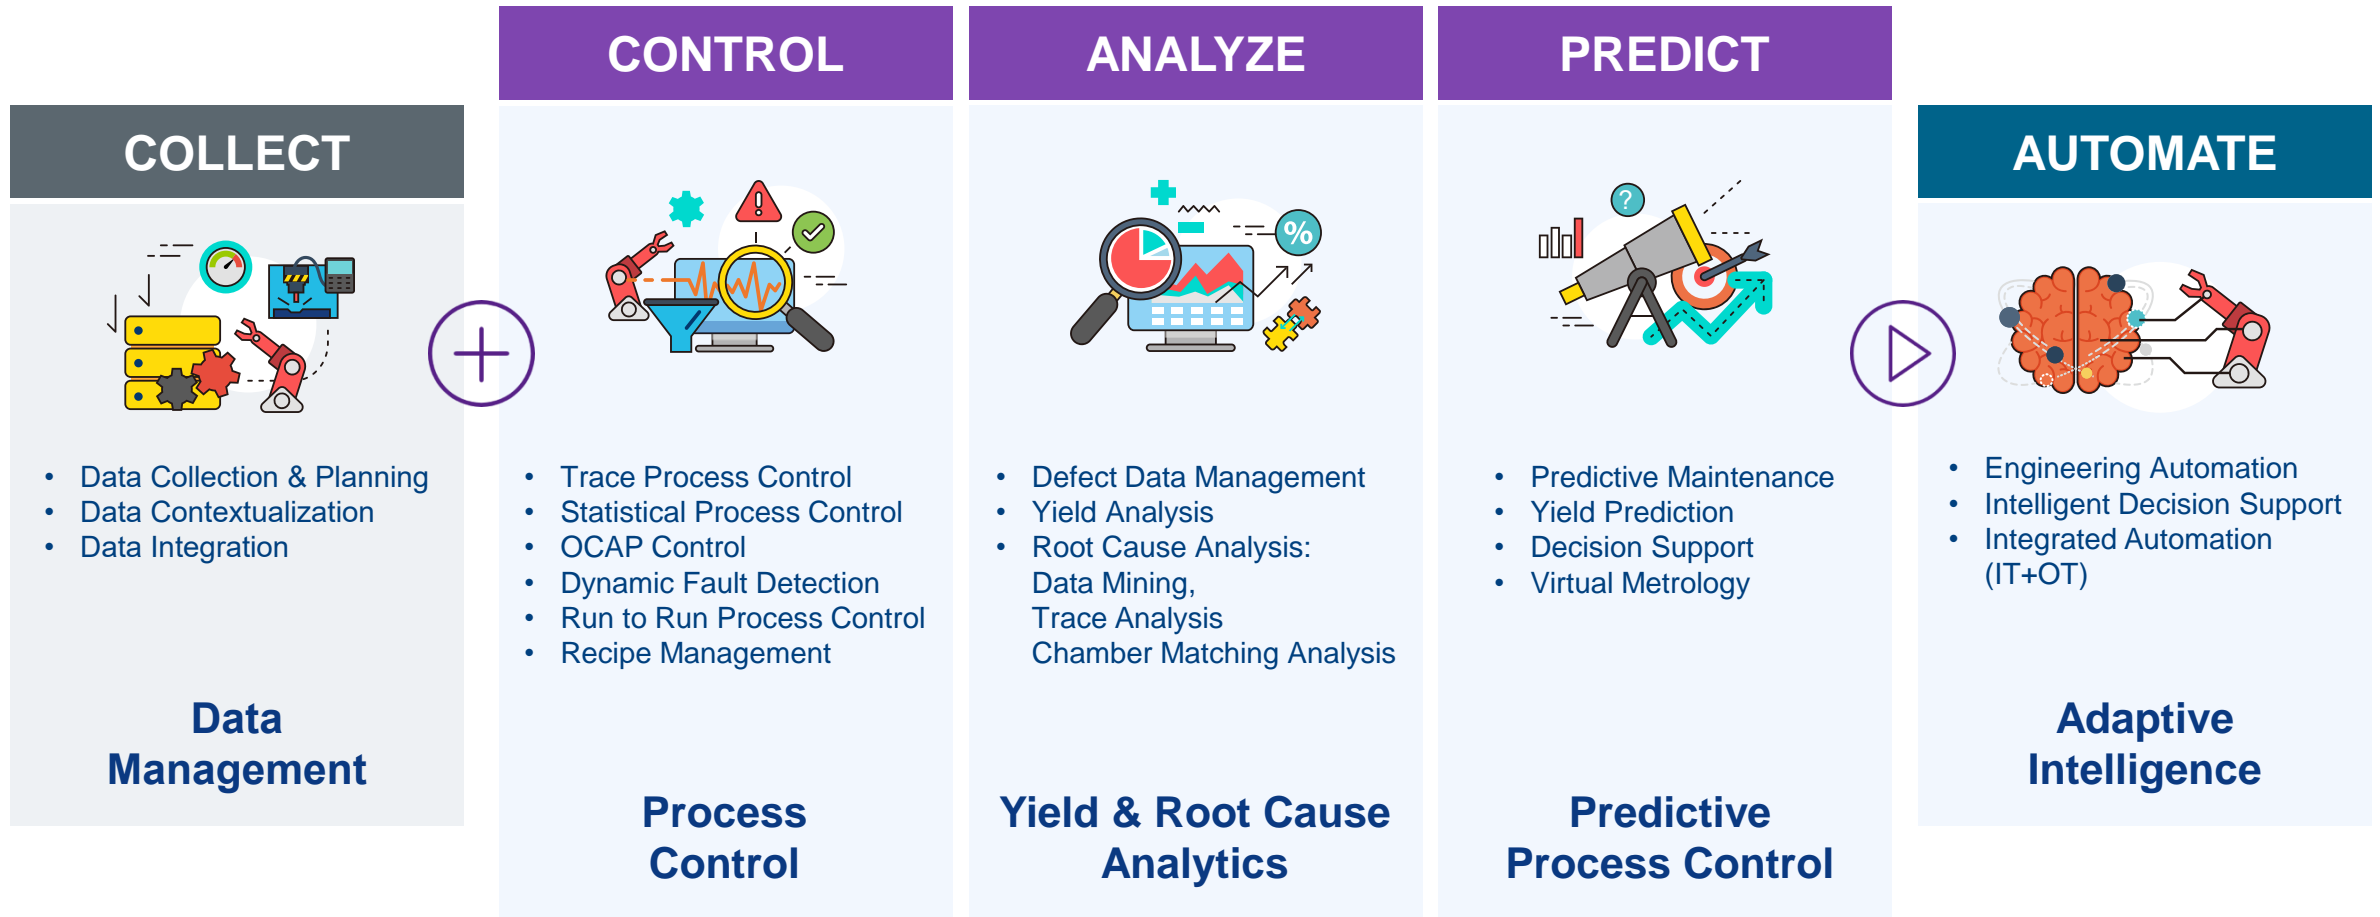 COLLECT
• Data Collection & Planning
• Data Contextualization
• Data Integration
Data
Management
CONTROL
• Trace Process Control
• Statistical Process Control
• OCAP Control
• Dynamic Fault Detection
• Run to Run Process Control
• Recipe Management
Process
Control
ANALYZE
%
• Defect Data Management
• Yield Analysis
• Root Cause Analysis:
Data Mining,
Trace Analysis
Chamber Matching Analysis
Yield & Root Cause
Analytics
PREDICT
?
• Predictive Maintenance
• Yield Prediction
• Decision Support
• Virtual Metrology
Predictive
Process Control
AUTOMATE
• Engineering Automation
• Intelligent Decision Support
• Integrated Automation
(IT+OT)
Adaptive
Intelligence